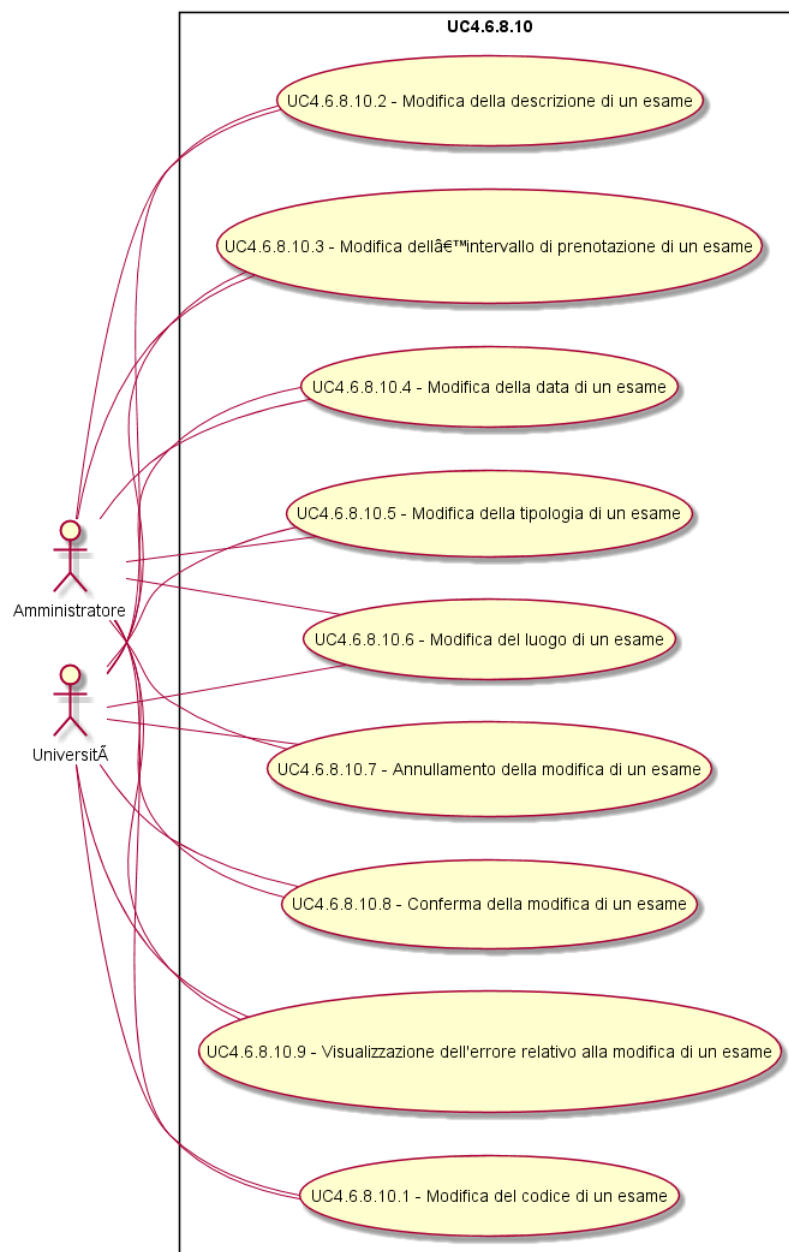 UC4.6.8.10
UC4.6.8.10.2 - Modifica della descrizione di un esame
UC4.6.8.10.3 - Modifica dellâ€™intervallo di prenotazione di un esame
UC4.6.8.10.4 - Modifica della data di un esame
UC4.6.8.10.5 - Modifica della tipologia di un esame
Amministratore
UC4.6.8.10.6 - Modifica del luogo di un esame
UniversitÃ
UC4.6.8.10.7 - Annullamento della modifica di un esame
UC4.6.8.10.8 - Conferma della modifica di un esame
UC4.6.8.10.9 - Visualizzazione dell'errore relativo alla modifica di un esame
UC4.6.8.10.1 - Modifica del codice di un esame